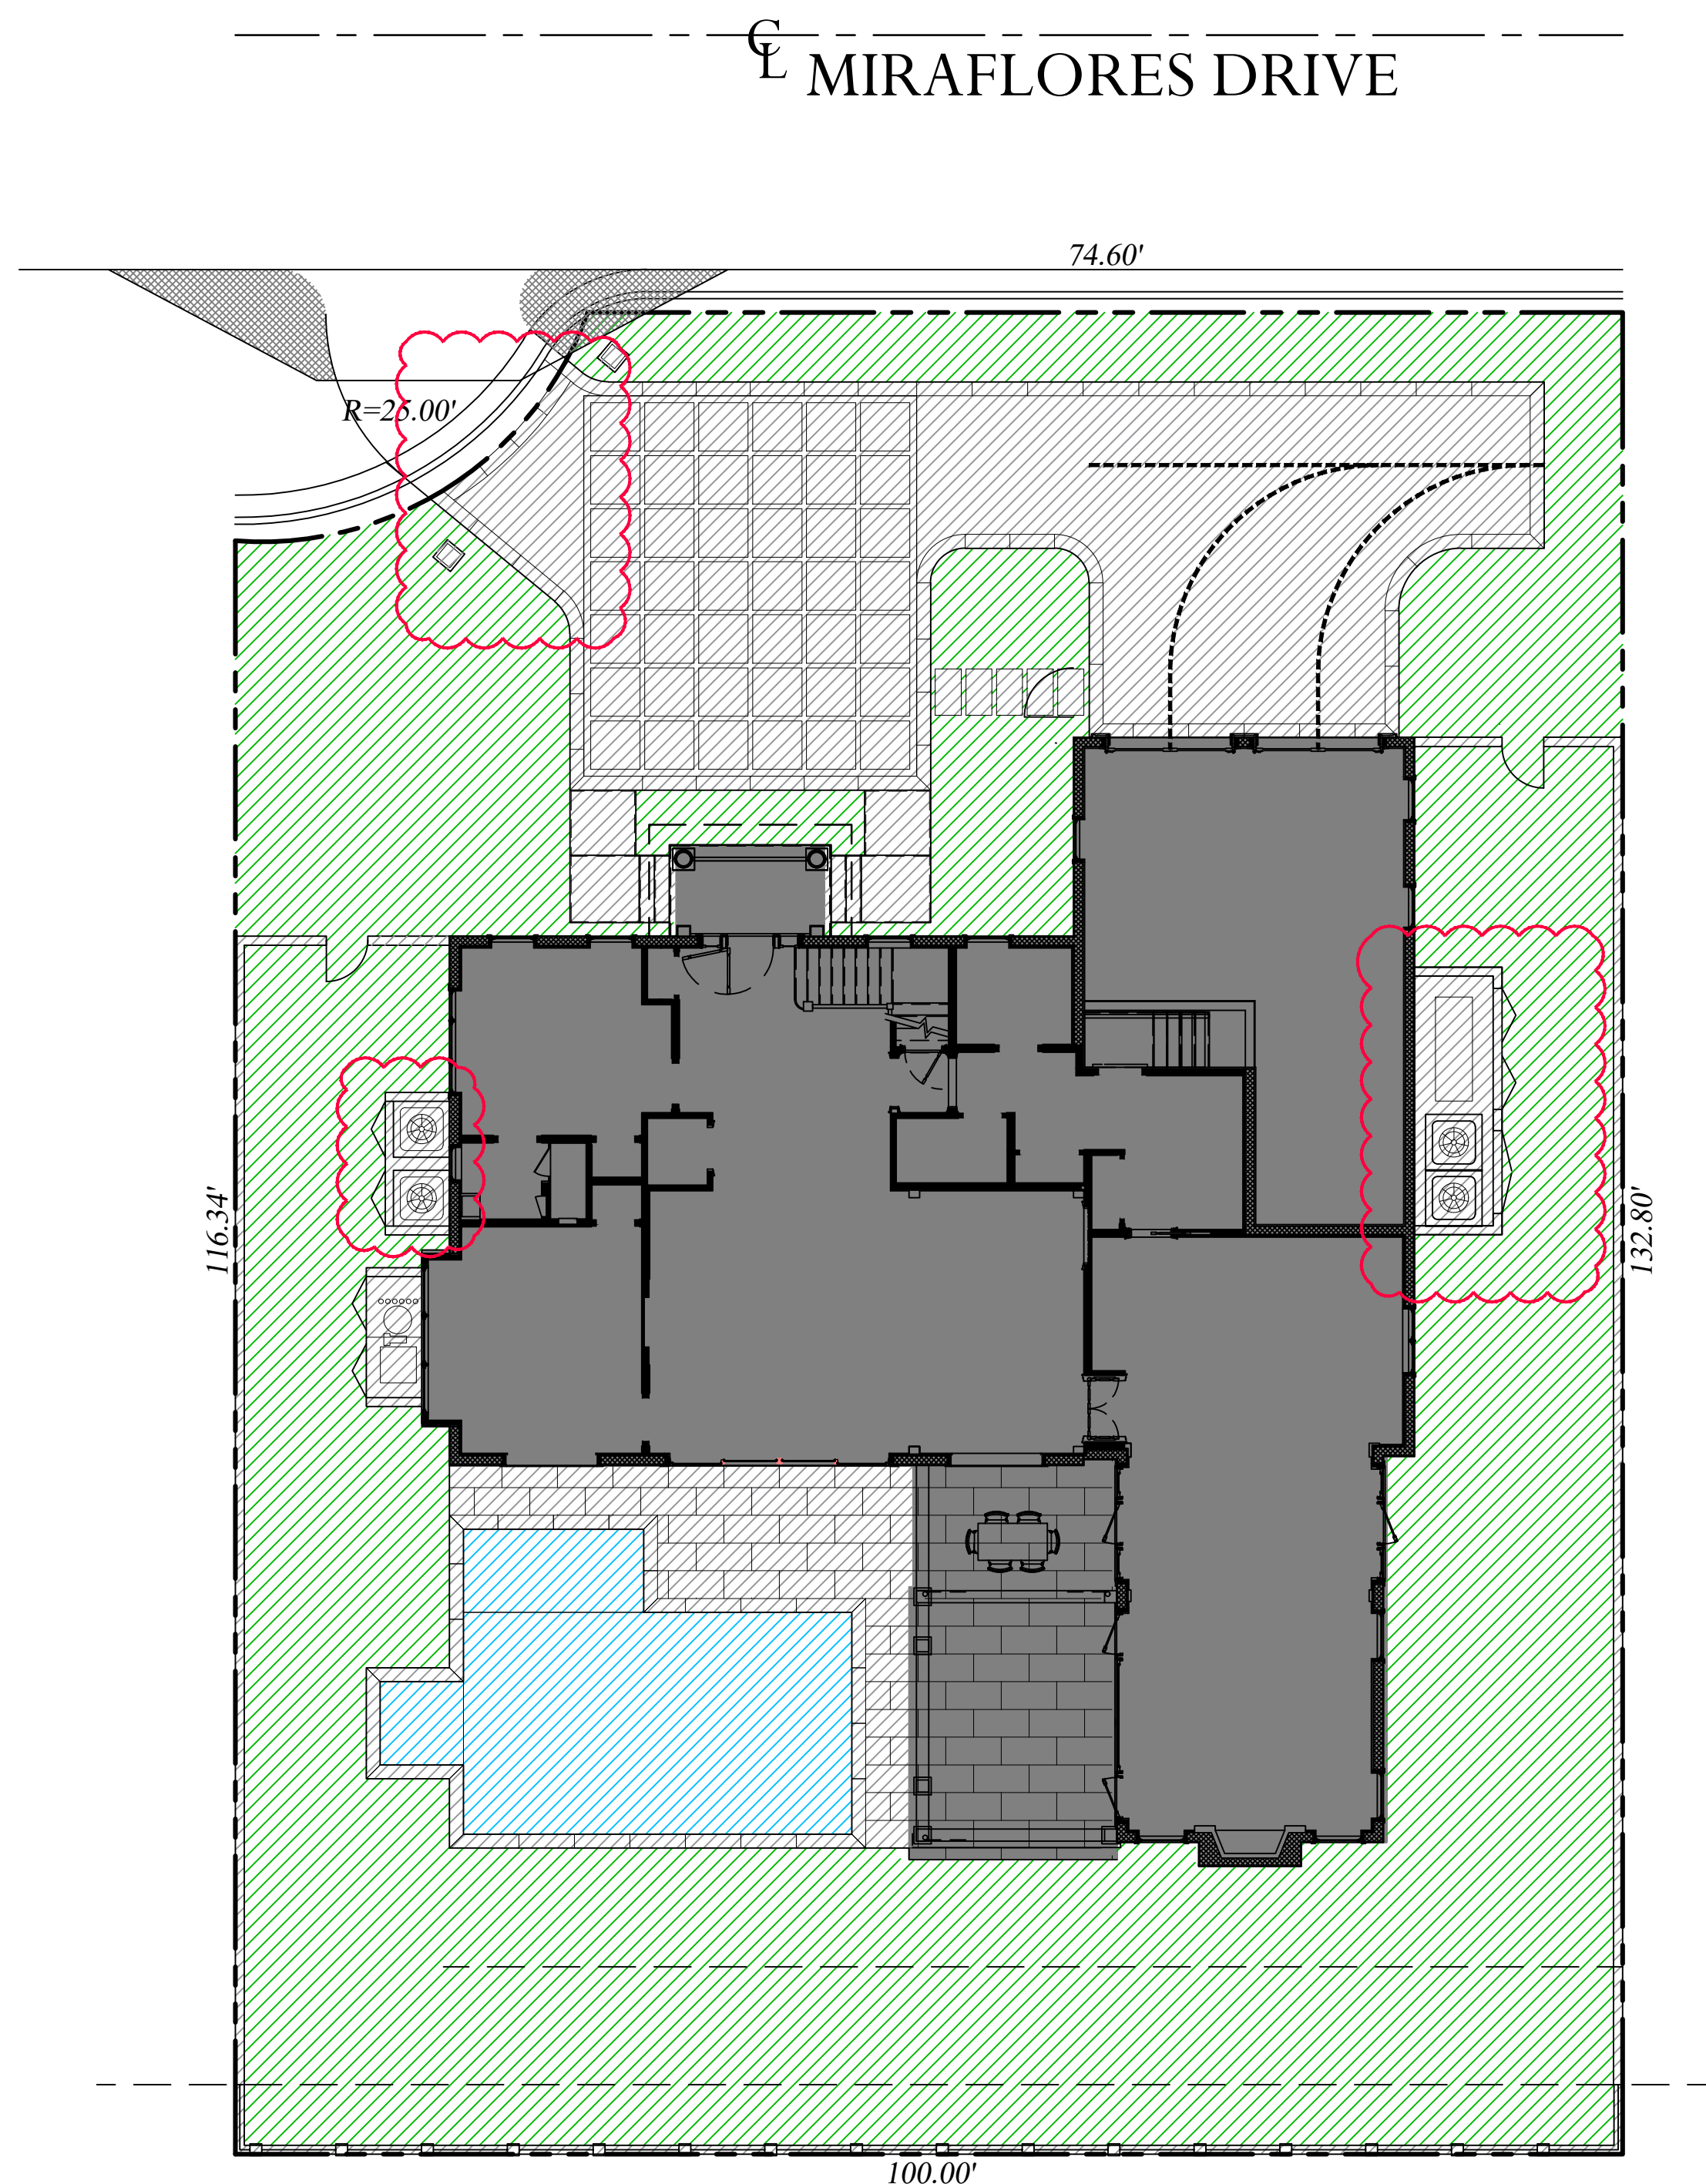 ℄ MIRAFLORES DRIVE
74.60'
R=25.00'
116.34'
132.80'
100.00'